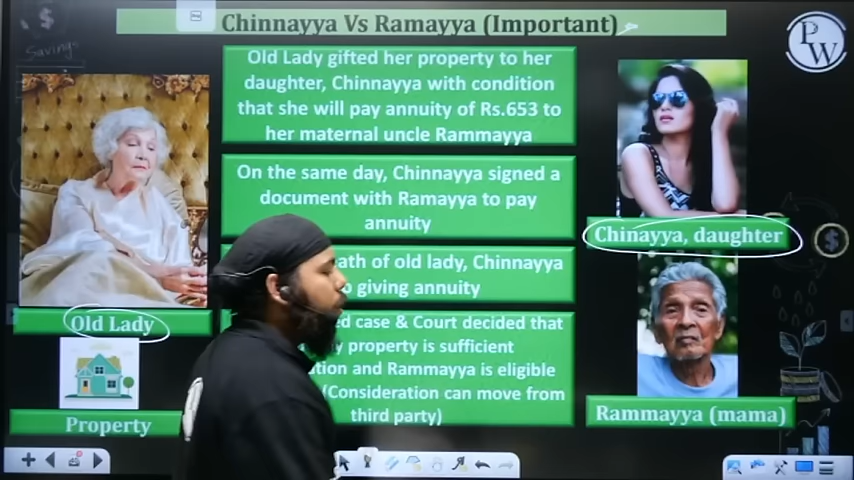 Chinnayya Vs Ramayya (Important)
PW
Savings
Old Lady gifted her property to her
daughter, Chinnayya with condition
that she will pay annuity of Rs.653 to
her maternal uncle Rammayya
On the same day, Chinnayya signed a
document with Ramayya to pay
annuity
Chinayya, daughter
ath of old lady, Chinnayya
giving annuity
Old Lady
ed case & Court decided that
property is sufficient
tion and Rammayya is eligible
(Consideration can move from
third party)
Property
Rammayya (mama)